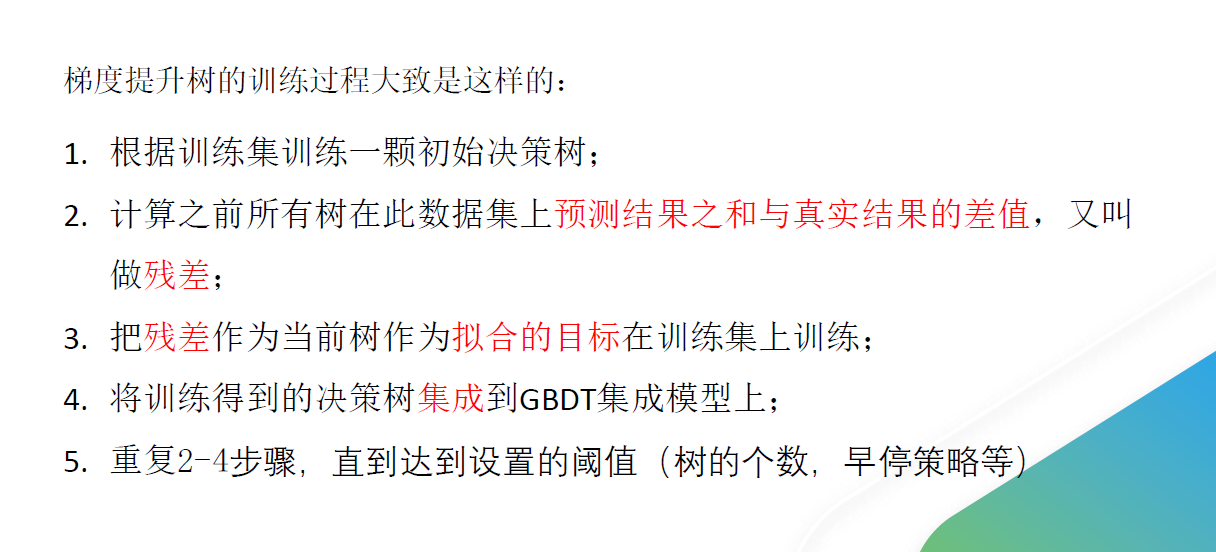 梯度提升树的训练过程大致是这样的：
1. 根据训练集训练一颗初始决策树；
2. 计算之前所有树在此数据集上预测结果之和与真实结果的差值，又叫
做残差；
3. 把残差作为当前树作为拟合的目标在训练集上训练；
4. 将训练得到的决策树集成到GBDT集成模型上；
5. 重复2-4步骤，直到达到设置的阈值（树的个数，早停策略等）